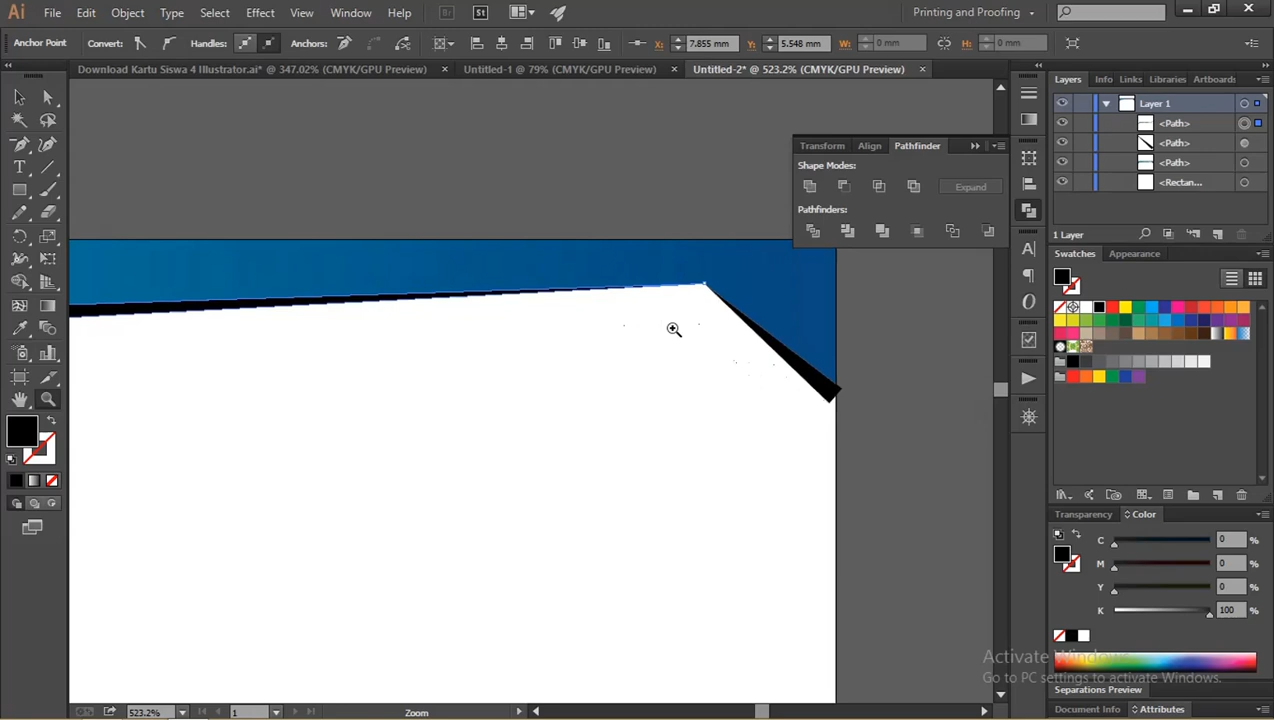 Ai File Edit Object Type Select Effect View Window Help Br St Printing and Proofing
Anchor Point Convert: Handles: Anchors: X: 7.855 mm Y: 5.548 mm W: 0 mm H: 0 mm
Download Kartu Siswa 4 Illustrator.ai* @ 347.02% (CMYK/GPU Preview) × Untitled-1 @ 79% (CMYK/GPU Preview) × Untitled-2* @ 523.2% (CMYK/GPU Preview) ×
Layers Info Links Libraries Artboards
Layer 1
<Path>
<Path>
<Path>
<Rectan...
1 Layer
Transform Align Pathfinder
Shape Modes:
Expand
Pathfinders:
Swatches Appearance
Transparency Color
C 0 %
M 0 %
Y 0 %
K 100 %
Activate Windows
Go to PC settings to activate Windows.
Separations Preview
Document Info Attributes
523.2% 1 Zoom